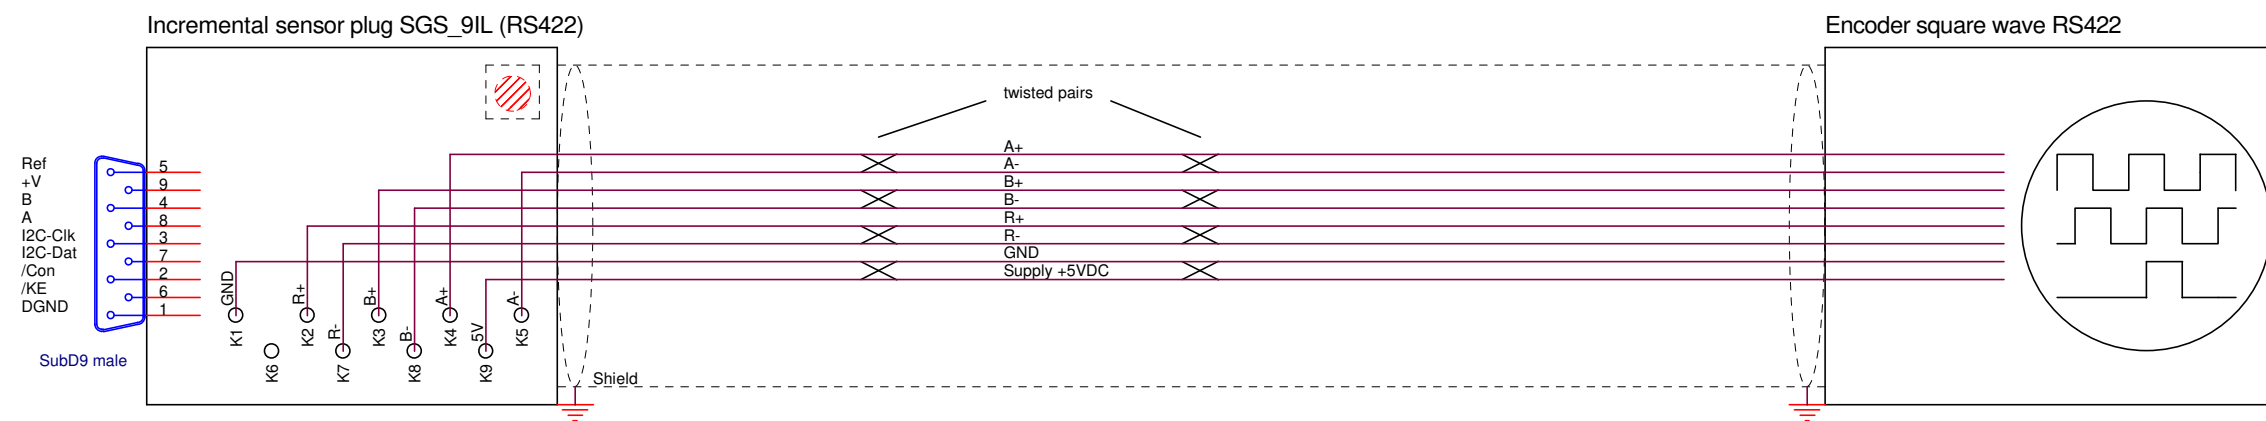 Incremental sensor plug SGS_9IL (RS422)
Encoder square wave RS422
twisted pairs
A+
A-
B+
B-
R+
R-
GND
Supply +5VDC
Ref
+V
B
A
I2C-Clk
I2C-Dat
/Con
/KE
DGND
5
9
4
8
3
7
2
6
1
SubD9 male
GND
R+
R-
B+
B-
A+
5V
A-
K1
K6
K2
K7
K3
K8
K4
K9
K5
Shield